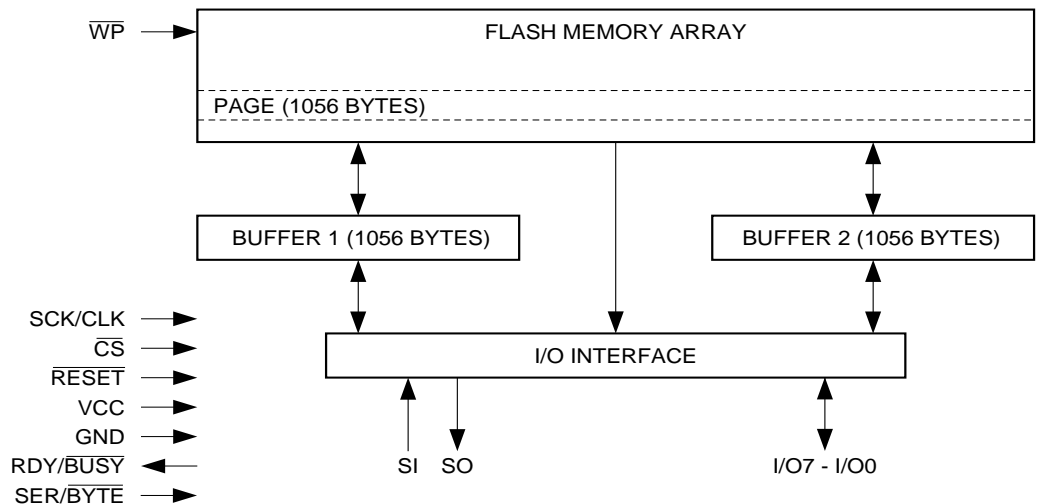 WP
FLASH MEMORY ARRAY
PAGE (1056 BYTES)
BUFFER 1 (1056 BYTES)
BUFFER 2 (1056 BYTES)
SCK/CLK
CS
RESET
VCC
GND
RDY/BUSY
SER/BYTE
I/O INTERFACE
SI
SO
I/O7 - I/O0